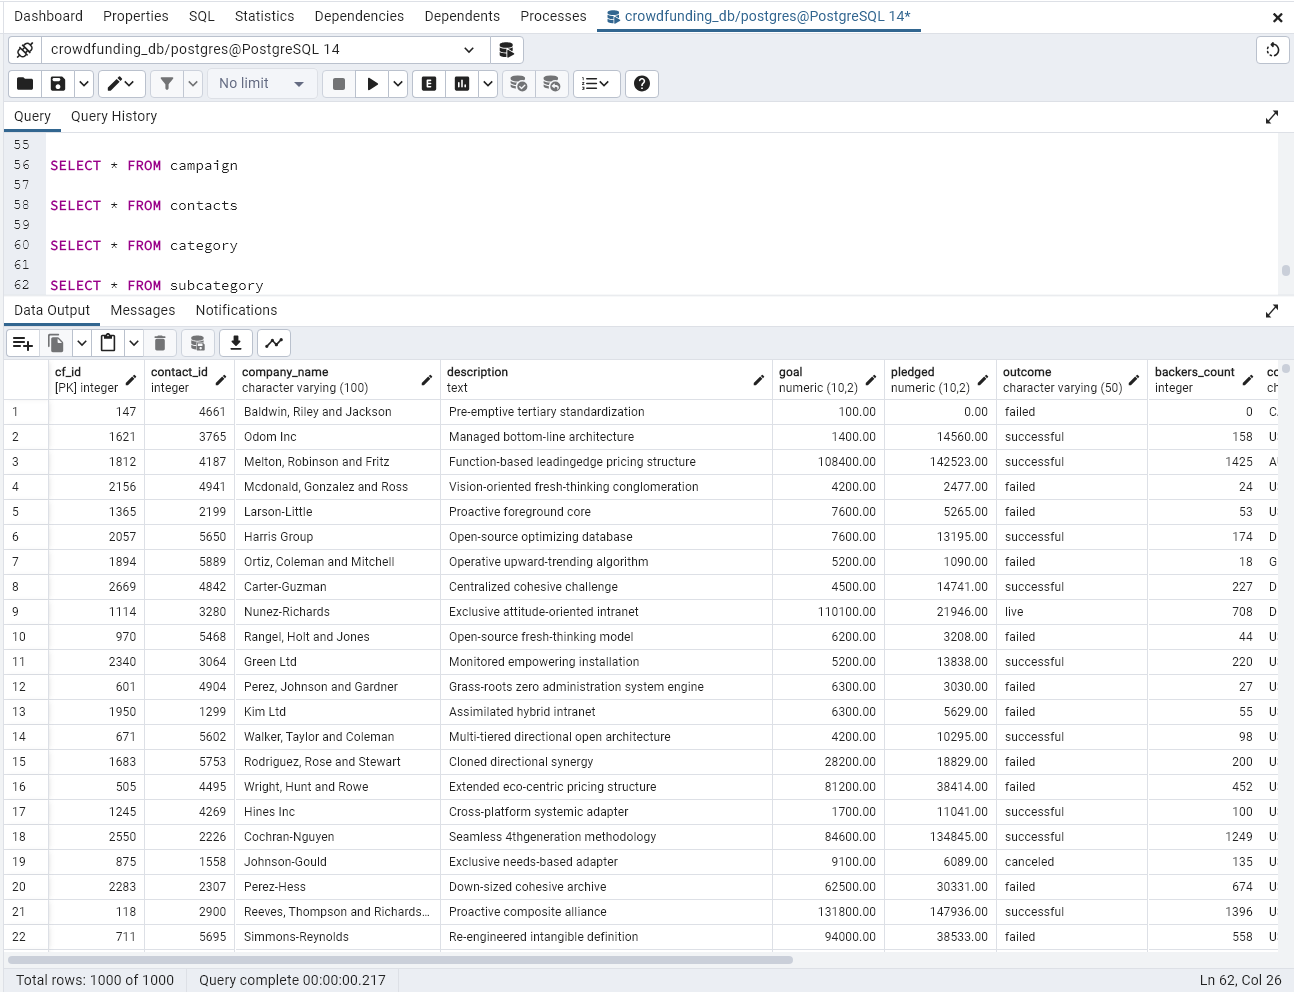 Dashboard Properties SQL Statistics Dependencies Dependents Processes crowdfunding_db/postgres@PostgreSQL 14*
crowdfunding_db/postgres@PostgreSQL 14
No limit
Query Query History
55
56 SELECT * FROM campaign
57
58 SELECT * FROM contacts
59
60 SELECT * FROM category
61
62 SELECT * FROM subcategory
Data Output Messages Notifications
cf_id contact_id company_name description goal pledged outcome backers_count
[PK] integer integer character varying (100) text numeric (10,2) numeric (10,2) character varying (50) integer
1 147 4661 Baldwin, Riley and Jackson Pre-emptive tertiary standardization 100.00 0.00 failed 0
2 1621 3765 Odom Inc Managed bottom-line architecture 1400.00 14560.00 successful 158
3 1812 4187 Melton, Robinson and Fritz Function-based leadingedge pricing structure 108400.00 142523.00 successful 1425
4 2156 4941 Mcdonald, Gonzalez and Ross Vision-oriented fresh-thinking conglomeration 4200.00 2477.00 failed 24
5 1365 2199 Larson-Little Proactive foreground core 7600.00 5265.00 failed 53
6 2057 5650 Harris Group Open-source optimizing database 7600.00 13195.00 successful 174
7 1894 5889 Ortiz, Coleman and Mitchell Operative upward-trending algorithm 5200.00 1090.00 failed 18
8 2669 4842 Carter-Guzman Centralized cohesive challenge 4500.00 14741.00 successful 227
9 1114 3280 Nunez-Richards Exclusive attitude-oriented intranet 110100.00 21946.00 live 708
10 970 5468 Rangel, Holt and Jones Open-source fresh-thinking model 6200.00 3208.00 failed 44
11 2340 3064 Green Ltd Monitored empowering installation 5200.00 13838.00 successful 220
12 601 4904 Perez, Johnson and Gardner Grass-roots zero administration system engine 6300.00 3030.00 failed 27
13 1950 1299 Kim Ltd Assimilated hybrid intranet 6300.00 5629.00 failed 55
14 671 5602 Walker, Taylor and Coleman Multi-tiered directional open architecture 4200.00 10295.00 successful 98
15 1683 5753 Rodriguez, Rose and Stewart Cloned directional synergy 28200.00 18829.00 failed 200
16 505 4495 Wright, Hunt and Rowe Extended eco-centric pricing structure 81200.00 38414.00 failed 452
17 1245 4269 Hines Inc Cross-platform systemic adapter 1700.00 11041.00 successful 100
18 2550 2226 Cochran-Nguyen Seamless 4thgeneration methodology 84600.00 134845.00 successful 1249
19 875 1558 Johnson-Gould Exclusive needs-based adapter 9100.00 6089.00 canceled 135
20 2283 2307 Perez-Hess Down-sized cohesive archive 62500.00 30331.00 failed 674
21 118 2900 Reeves, Thompson and Richards... Proactive composite alliance 131800.00 147936.00 successful 1396
22 711 5695 Simmons-Reynolds Re-engineered intangible definition 94000.00 38533.00 failed 558
Total rows: 1000 of 1000 Query complete 00:00:00.217 Ln 62, Col 26